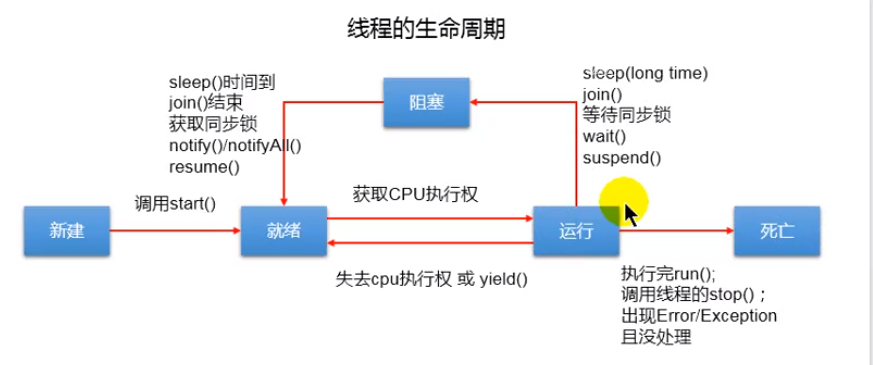 线程的生命周期
sleep()时间到
join()结束
获取同步锁
notify()/notifyAll()
resume()
阻塞
sleep(long time)
join()
等待同步锁
wait()
suspend()
调用start()
获取CPU执行权
新建
就绪
运行
死亡
失去cpu执行权 或 yield()
执行完run();
调用线程的stop()；
出现Error/Exception
且没处理